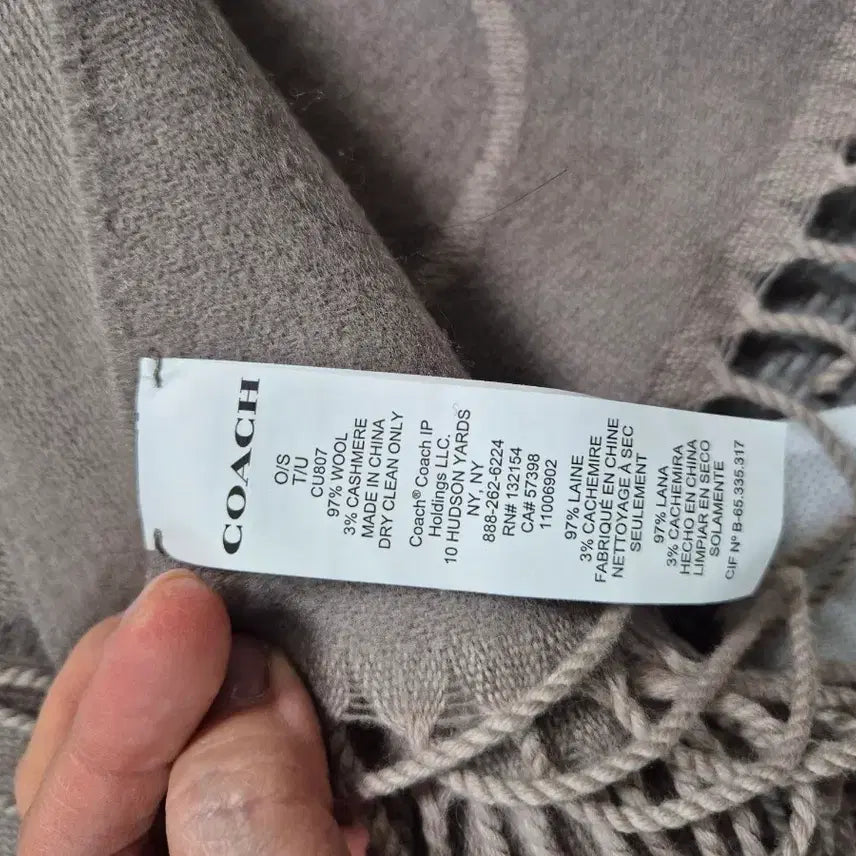 COACH
O/S
T/U
CU807
97% WOOL
3% CASHMERE
MADE IN CHINA
DRY CLEAN ONLY
Coach® Coach IP
Holdings LLC.
10 HUDSON YARDS
NY, NY
888-262-6224
RN# 132154
CA# 57398
11006902
97% LAINE
3% CACHEMIRE
FABRIQUÉ EN CHINE
NETTOYAGE À SEC
SEULEMENT
97% LANA
3% CACHEMIRA
HECHO EN CHINA
LIMPIAR EN SECO
SOLAMENTE
CIF Nº B-65.335.317